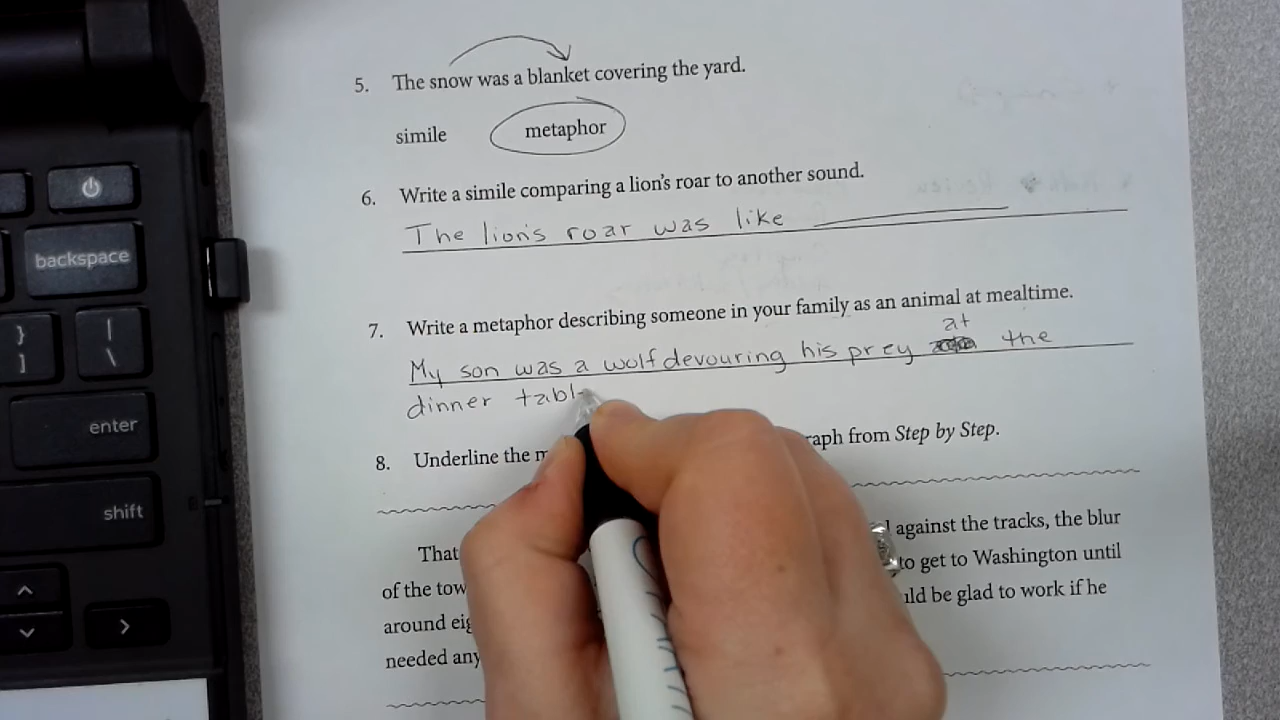 5. The snow was a blanket covering the yard.
simile metaphor
6. Write a simile comparing a lion's roar to another sound.
The lion's roar was like
7. Write a metaphor describing someone in your family as an animal at mealtime.
at
My son was a wolf devouring his prey the
dinner tabl
8. Underline the m raph from Step by Step.
That l against the tracks, the blur
of the tow to get to Washington until
around eig uld be glad to work if he
needed any
backspace
}
]
|
\
enter
shift